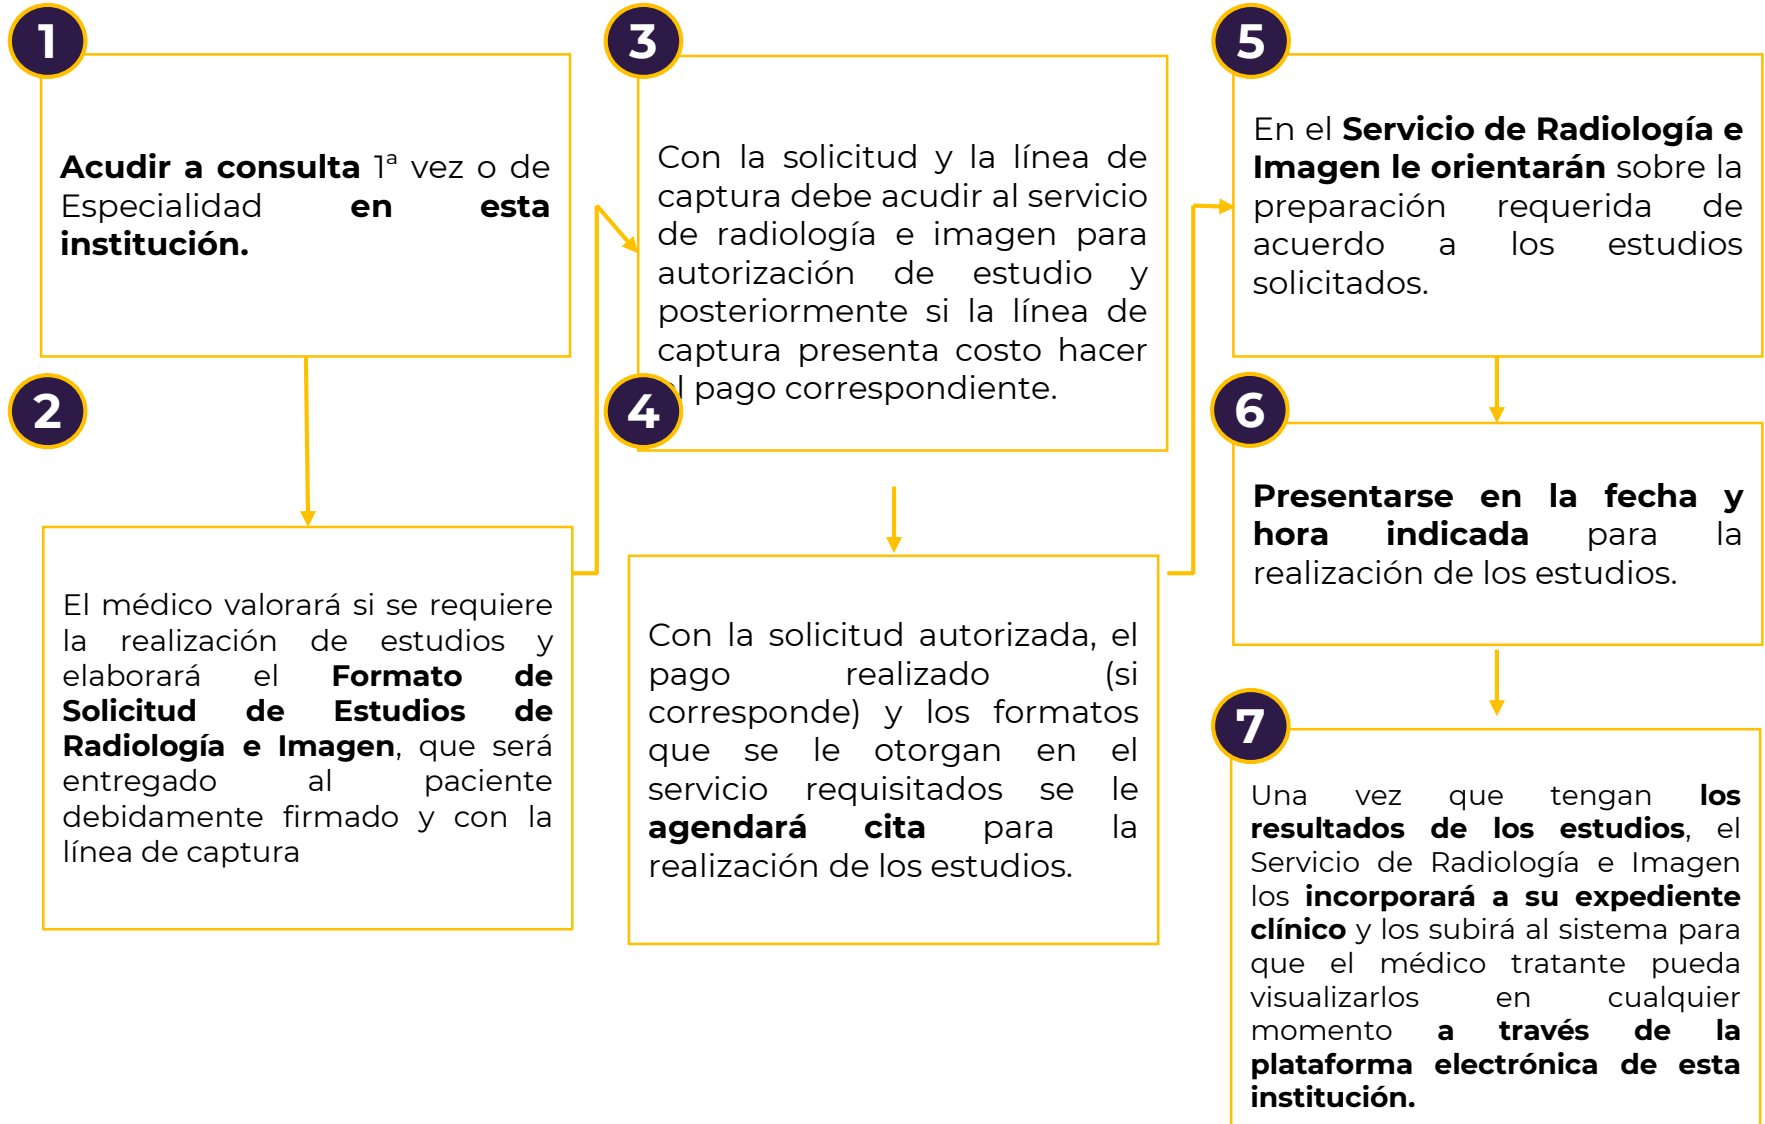 1
Acudir a consulta 1ª vez o de
Especialidad en esta
institución.
2
El médico valorará si se requiere
la realización de estudios y
elaborará el Formato de
Solicitud de Estudios de
Radiología e Imagen, que será
entregado al paciente
debidamente firmado y con la
línea de captura
3
Con la solicitud y la línea de
captura debe acudir al servicio
de radiología e imagen para
autorización de estudio y
posteriormente si la línea de
captura presenta costo hacer
el pago correspondiente.
4
Con la solicitud autorizada, el
pago realizado (si
corresponde) y los formatos
que se le otorgan en el
servicio requisitados se le
agendará cita para la
realización de los estudios.
5
En el Servicio de Radiología e
Imagen le orientarán sobre la
preparación requerida de
acuerdo a los estudios
solicitados.
6
Presentarse en la fecha y
hora indicada para la
realización de los estudios.
7
Una vez que tengan los
resultados de los estudios, el
Servicio de Radiología e Imagen
los incorporará a su expediente
clínico y los subirá al sistema para
que el médico tratante pueda
visualizarlos en cualquier
momento a través de la
plataforma electrónica de esta
institución.